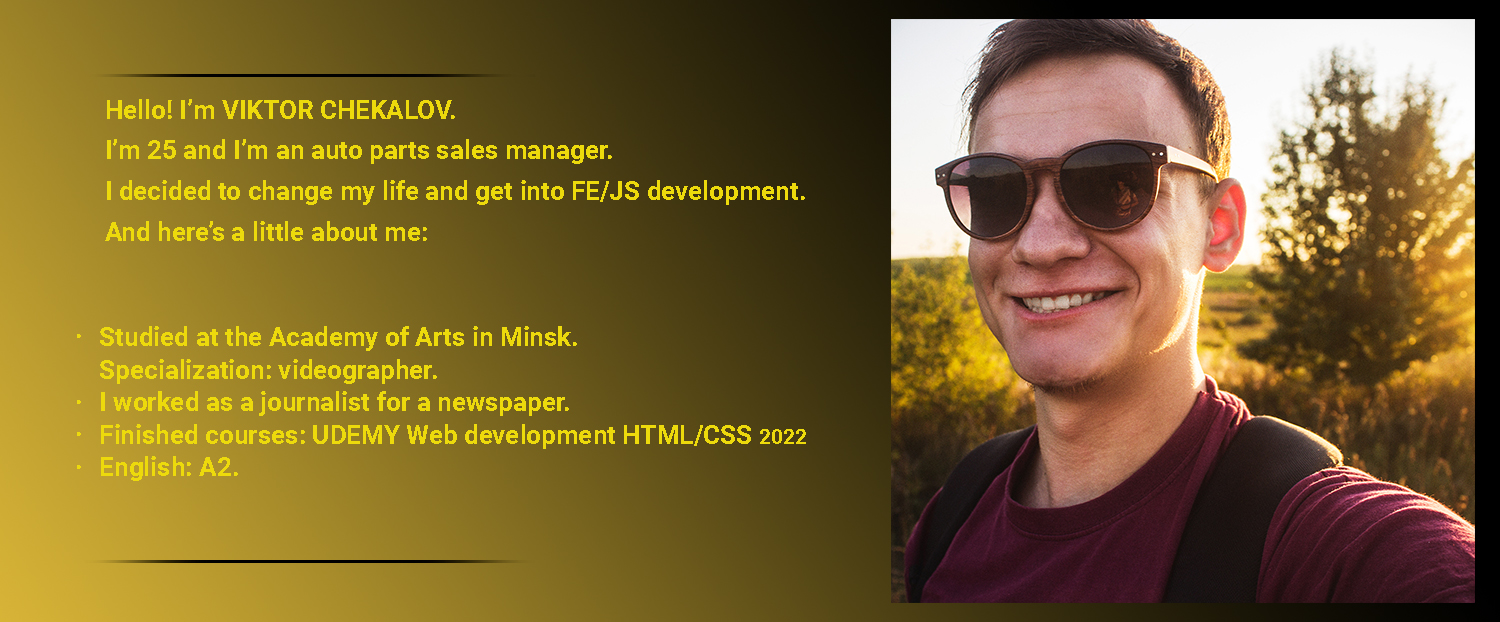 Hello! I’m VIKTOR CHEKALOV.
I’m 25 and I’m an auto parts sales manager.
I decided to change my life and get into FE/JS development.
And here’s a little about me:
· Studied at the Academy of Arts in Minsk.
Specialization: videographer.
· I worked as a journalist for a newspaper.
· Finished courses: UDEMY Web development HTML/CSS 2022
· English: A2.